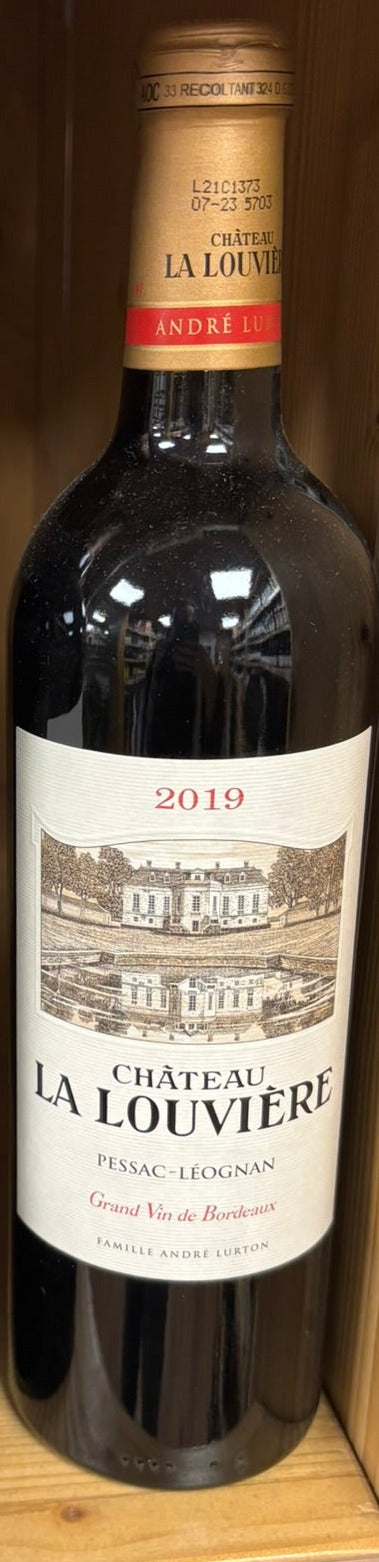 AOC 33 RECOLTANT 324
L21C1373
07-23 5703
CHÂTEAU
ANDRÉ
2019
CHÂTEAU
LA LOUVIÈRE
PESSAC-LÉOGNAN
Grand Vin de Bordeaux
FAMILLE ANDRÉ LURTON